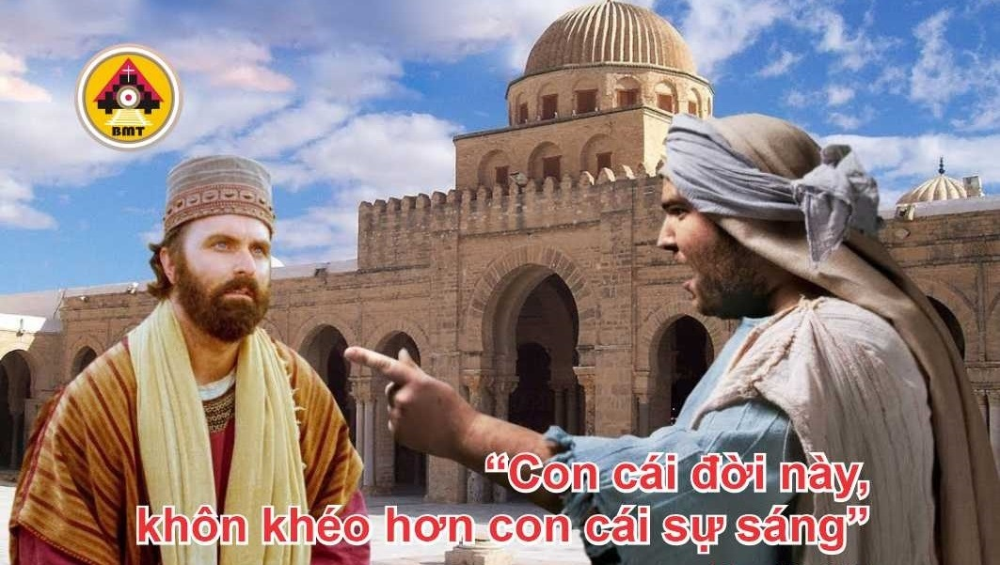 BMT
“Con cái đời này,
khôn khéo hơn con cái sự sáng”